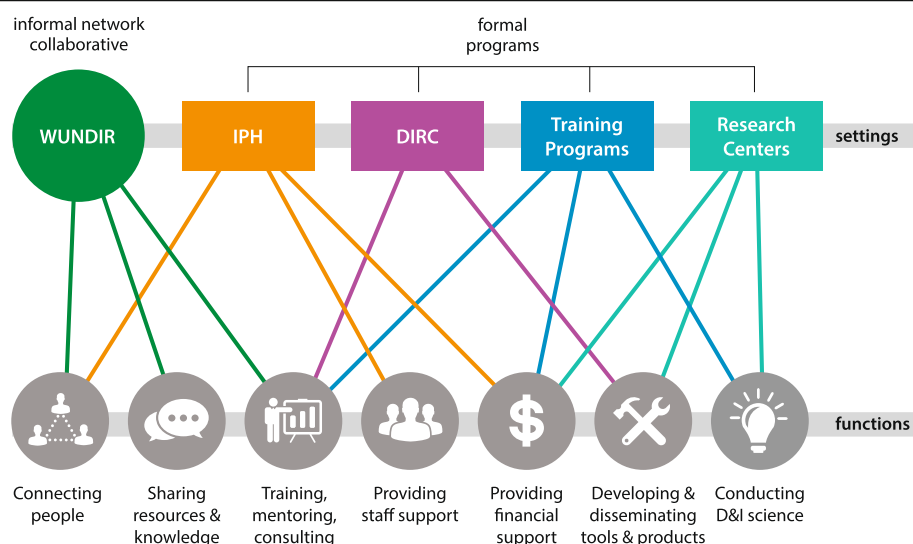 informal network
collaborative
formal
programs
WUNDIR
IPH
DIRC
Training
Programs
Research
Centers
settings
$
functions
Connecting
people
Sharing
resources &
knowledge
Training,
mentoring,
consulting
Providing
staff support
Providing
financial
support
Developing &
disseminating
tools & products
Conducting
D&I science